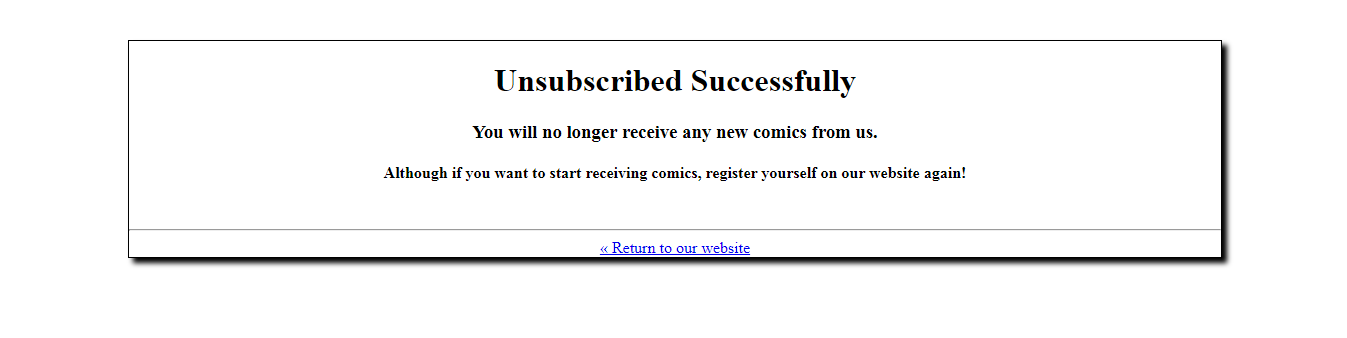 Unsubscribed Successfully
You will no longer receive any new comics from us.
Although if you want to start receiving comics, register yourself on our website again!
« Return to our website